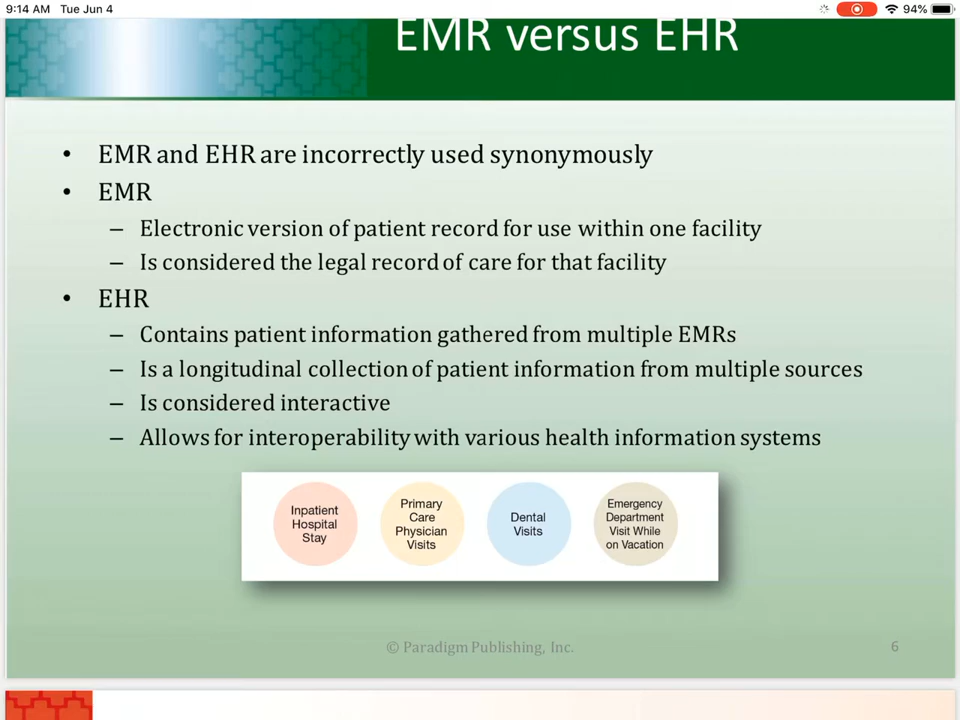 9:14 AM Tue Jun 4 94%
EMR versus EHR
• EMR and EHR are incorrectly used synonymously
• EMR
– Electronic version of patient record for use within one facility
– Is considered the legal record of care for that facility
• EHR
– Contains patient information gathered from multiple EMRs
– Is a longitudinal collection of patient information from multiple sources
– Is considered interactive
– Allows for interoperability with various health information systems
Inpatient
Hospital
Stay
Primary
Care
Physician
Visits
Dental
Visits
Emergency
Department
Visit While
on Vacation
© Paradigm Publishing, Inc. 6